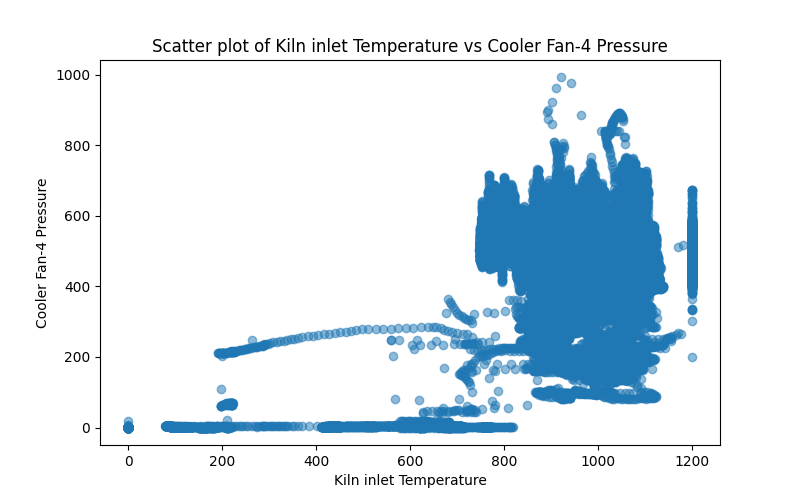 Scatter plot of Kiln inlet Temperature vs Cooler Fan-4 Pressure
1000
800
600
400
200
0
Cooler Fan-4 Pressure
0 200 400 600 800 1000 1200
Kiln inlet Temperature